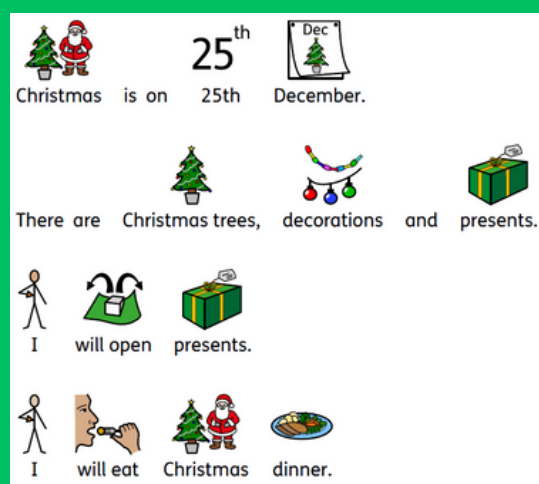 25th
Dec
Christmas is on 25th December.
There are Christmas trees, decorations and presents.
I will open presents.
I will eat Christmas dinner.